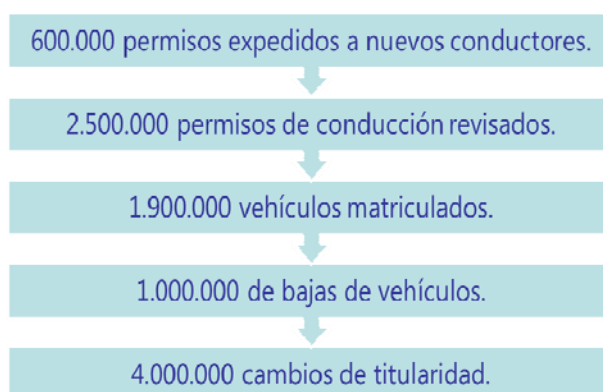 600.000 permisos expedidos a nuevos conductores.
2.500.000 permisos de conducción revisados.
1.900.000 vehículos matriculados.
1.000.000 de bajas de vehículos.
4.000.000 cambios de titularidad.